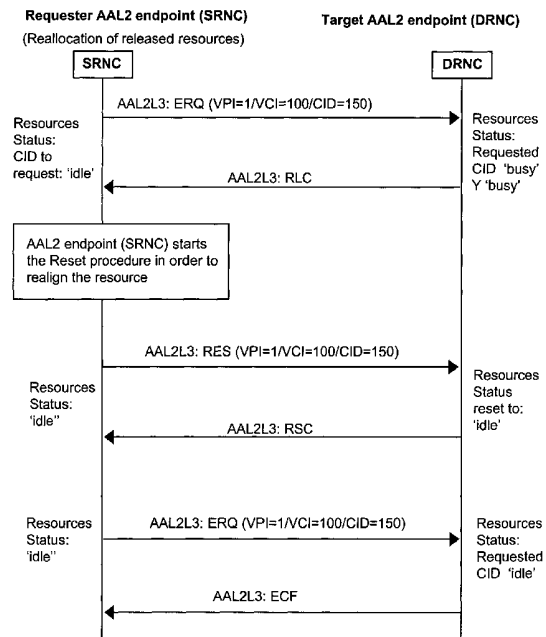 Requester AAL2 endpoint (SRNC)
Target AAL2 endpoint (DRNC)
(Reallocation of released resources)
SRNC
DRNC
AAL2L3: ERQ (VPI=1/VCI=100/CID=150)
Resources
Status:
CID to
request: 'idle'
Resources
Status:
Requested
CID 'busy'
Y 'busy'
AAL2L3: RLC
AAL2 endpoint (SRNC) starts
the Reset procedure in order to
realign the resource
AAL2L3: RES (VPI=1/VCI=100/CID=150)
Resources
Status:
'idle''
Resources
Status
reset to:
'idle'
AAL2L3: RSC
Resources
Status:
'idle''
AAL2L3: ERQ (VPI=1/VCI=100/CID=150)
Resources
Status:
Requested
CID 'idle'
AAL2L3: ECF